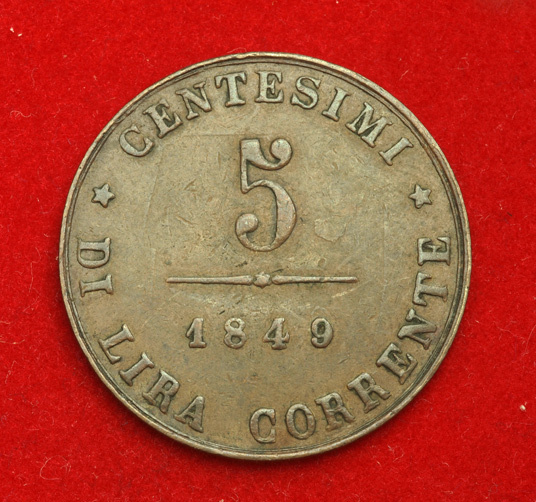 CENTESIMI
5
1849
DI LIRA CORRENTE